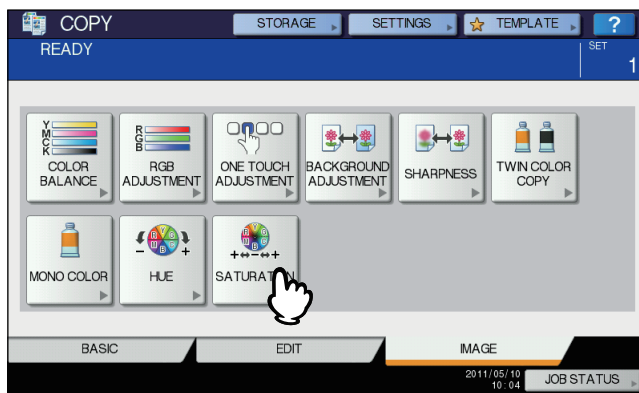 COPY
STORAGE
SETTINGS
TEMPLATE
?
READY
SET
1
Y
M
C
K
COLOR
BALANCE
R
G
B
RGB
ADJUSTMENT
ONE TOUCH
ADJUSTMENT
BACKGROUND
ADJUSTMENT
SHARPNESS
TWIN COLOR
COPY
MONO COLOR
- +
HUE
+⇔-⇔+
SATURATION
BASIC
EDIT
IMAGE
2011/05/10
10:04
JOB STATUS